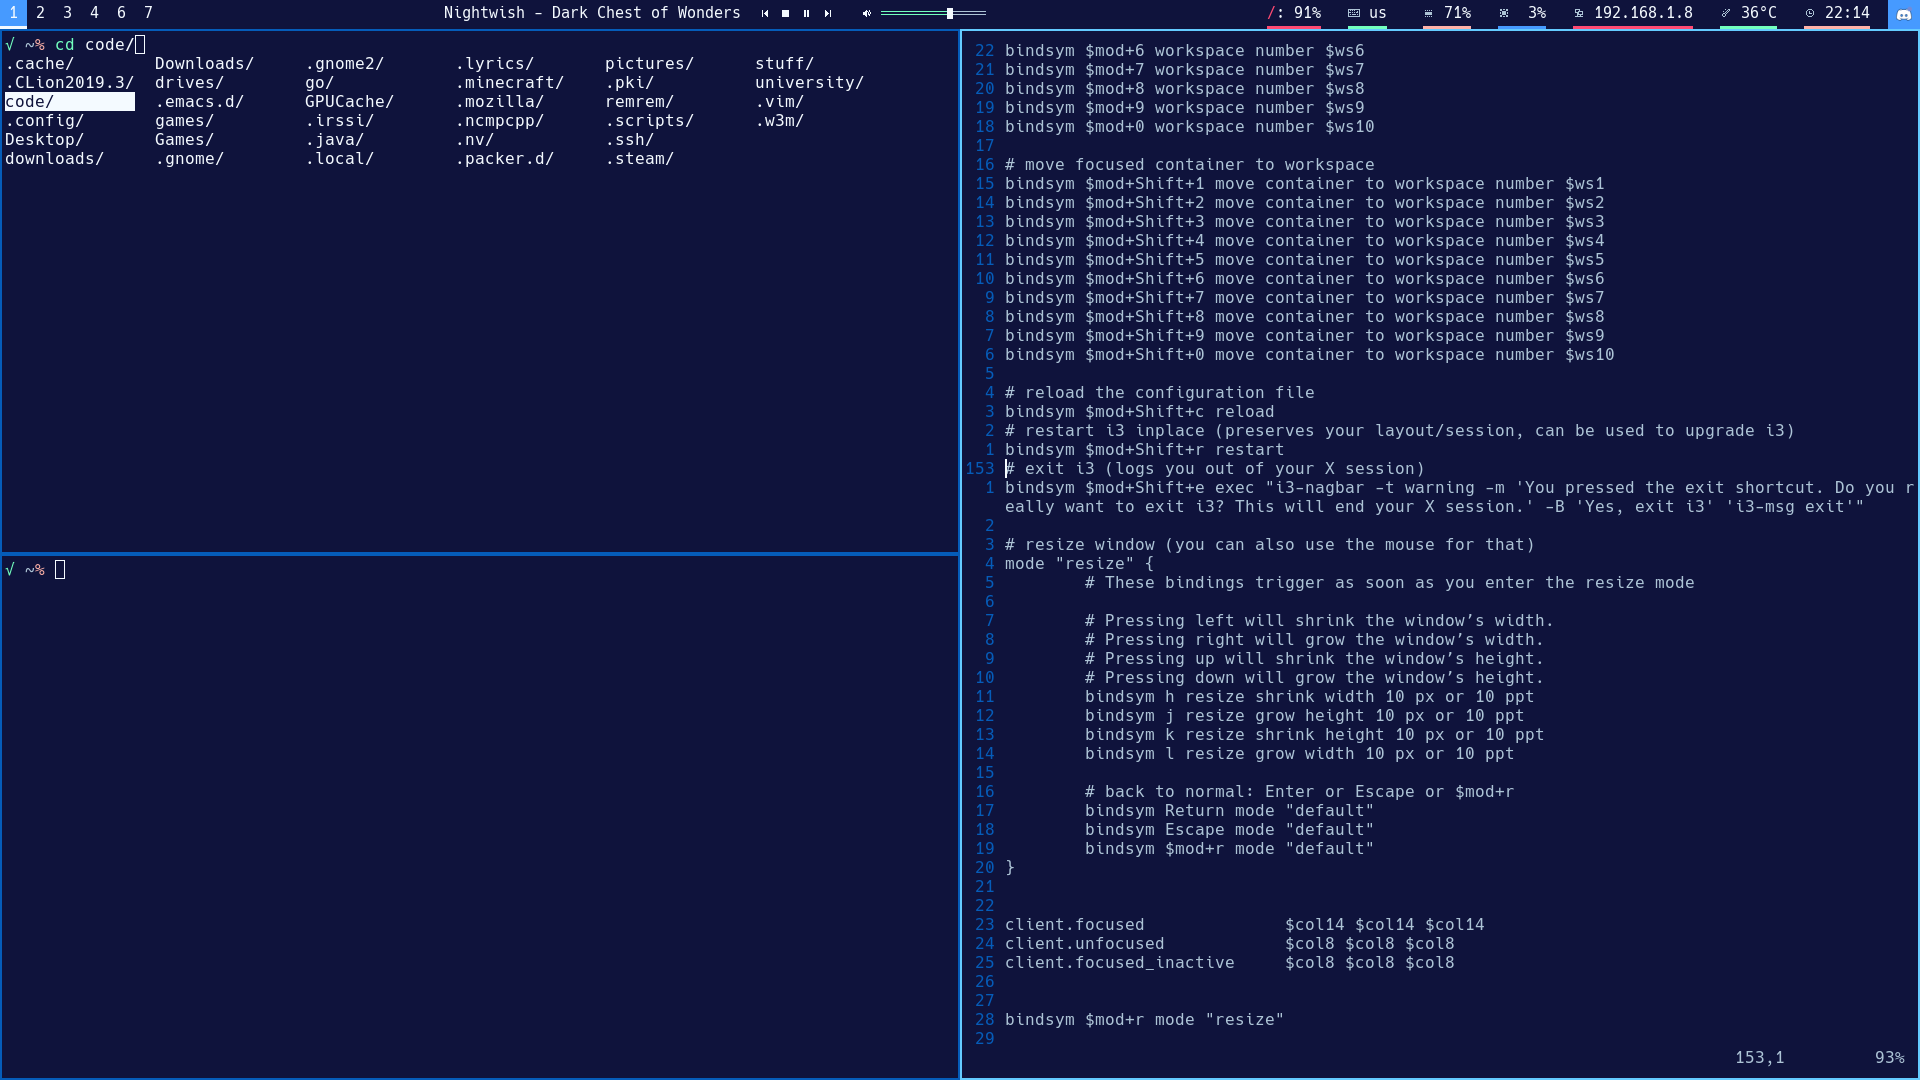 1 2 3 4 6 7 Nightwish - Dark Chest of Wonders /: 91% us 71% 3% 192.168.1.8 36°C 22:14
√ ~% cd code/
.cache/ Downloads/ .gnome2/ .lyrics/ pictures/ stuff/
.CLion2019.3/ drives/ go/ .minecraft/ .pki/ university/
code/ .emacs.d/ GPUCache/ .mozilla/ remrem/ .vim/
.config/ games/ .irssi/ .ncmpcpp/ .scripts/ .w3m/
Desktop/ Games/ .java/ .nv/ .ssh/
downloads/ .gnome/ .local/ .packer.d/ .steam/
√ ~%
22 bindsym $mod+6 workspace number $ws6
21 bindsym $mod+7 workspace number $ws7
20 bindsym $mod+8 workspace number $ws8
19 bindsym $mod+9 workspace number $ws9
18 bindsym $mod+0 workspace number $ws10
17
16 # move focused container to workspace
15 bindsym $mod+Shift+1 move container to workspace number $ws1
14 bindsym $mod+Shift+2 move container to workspace number $ws2
13 bindsym $mod+Shift+3 move container to workspace number $ws3
12 bindsym $mod+Shift+4 move container to workspace number $ws4
11 bindsym $mod+Shift+5 move container to workspace number $ws5
10 bindsym $mod+Shift+6 move container to workspace number $ws6
9 bindsym $mod+Shift+7 move container to workspace number $ws7
8 bindsym $mod+Shift+8 move container to workspace number $ws8
7 bindsym $mod+Shift+9 move container to workspace number $ws9
6 bindsym $mod+Shift+0 move container to workspace number $ws10
5
4 # reload the configuration file
3 bindsym $mod+Shift+c reload
2 # restart i3 inplace (preserves your layout/session, can be used to upgrade i3)
1 bindsym $mod+Shift+r restart
153 # exit i3 (logs you out of your X session)
1 bindsym $mod+Shift+e exec "i3-nagbar -t warning -m 'You pressed the exit shortcut. Do you r
eally want to exit i3? This will end your X session.' -B 'Yes, exit i3' 'i3-msg exit'"
2
3 # resize window (you can also use the mouse for that)
4 mode "resize" {
5 # These bindings trigger as soon as you enter the resize mode
6
7 # Pressing left will shrink the window’s width.
8 # Pressing right will grow the window’s width.
9 # Pressing up will shrink the window’s height.
10 # Pressing down will grow the window’s height.
11 bindsym h resize shrink width 10 px or 10 ppt
12 bindsym j resize grow height 10 px or 10 ppt
13 bindsym k resize shrink height 10 px or 10 ppt
14 bindsym l resize grow width 10 px or 10 ppt
15
16 # back to normal: Enter or Escape or $mod+r
17 bindsym Return mode "default"
18 bindsym Escape mode "default"
19 bindsym $mod+r mode "default"
20 }
21
22
23 client.focused $col14 $col14 $col14
24 client.unfocused $col8 $col8 $col8
25 client.focused_inactive $col8 $col8 $col8
26
27
28 bindsym $mod+r mode "resize"
29
153,1 93%